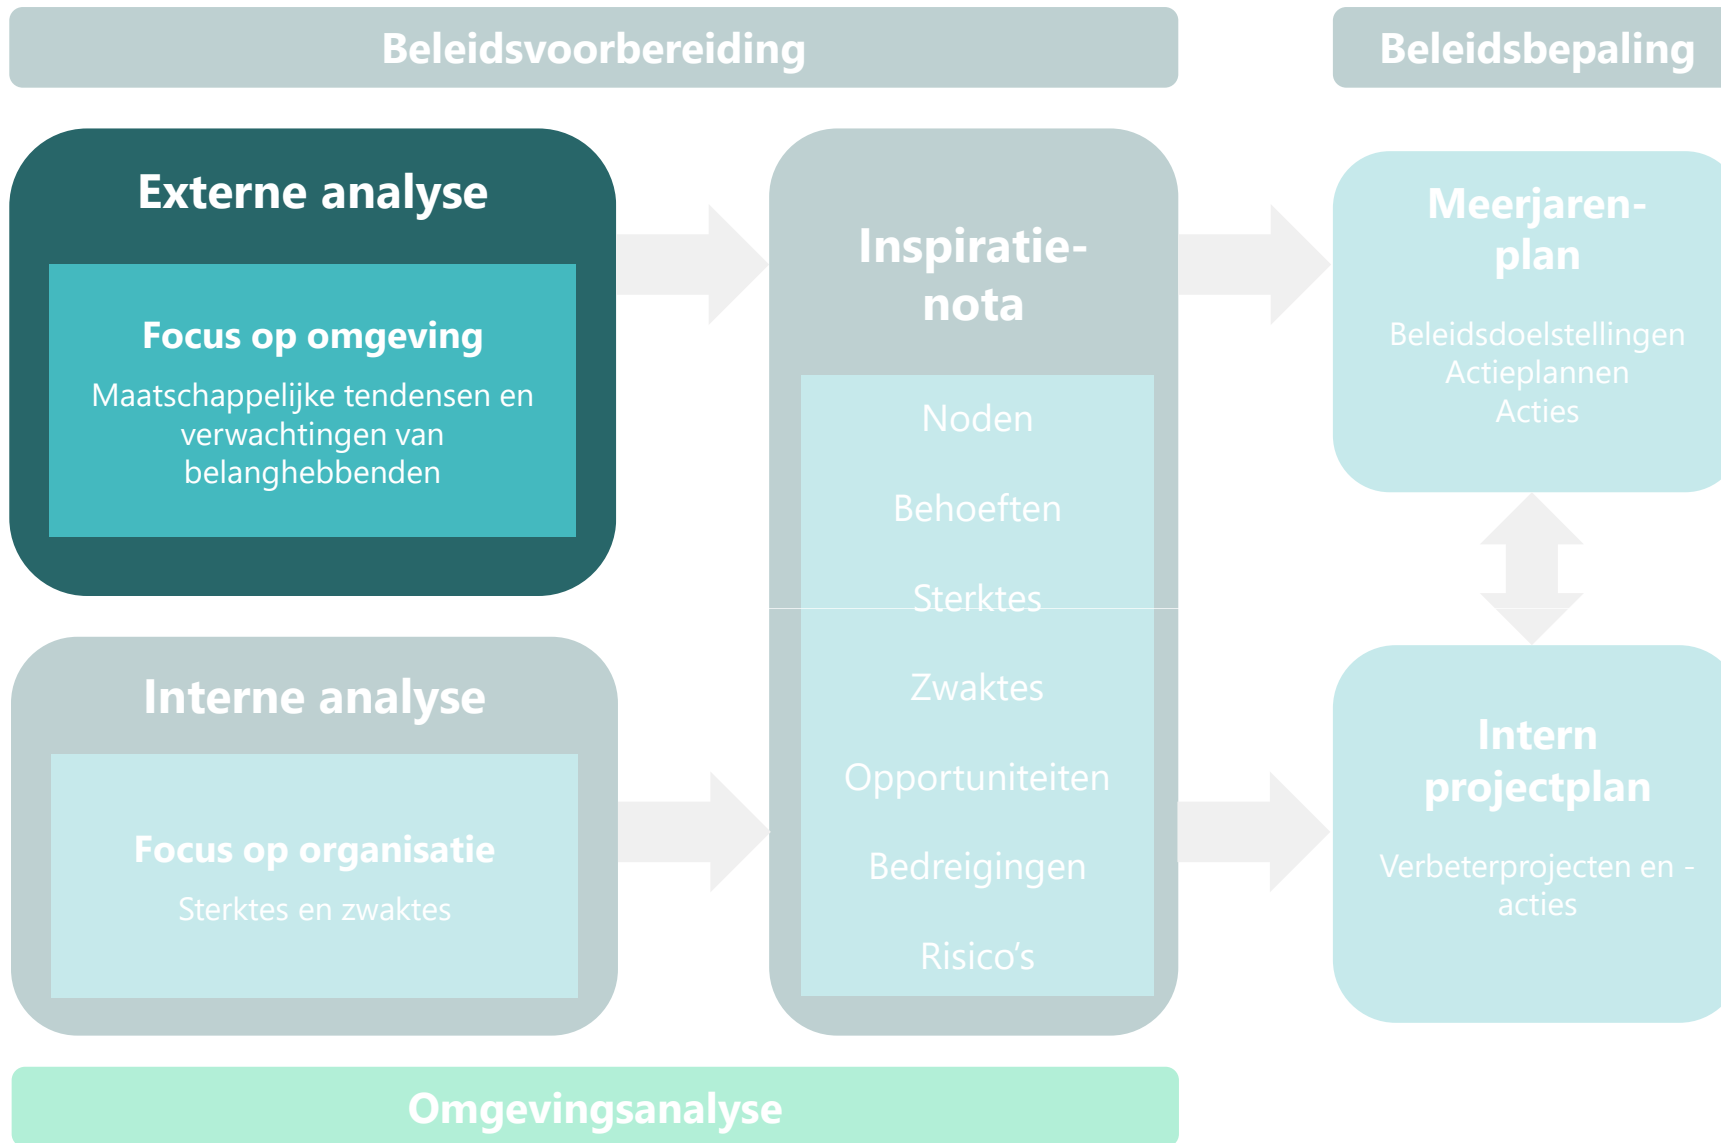 Beleidsvoorbereiding
Beleidsbepaling
Externe analyse
Focus op omgeving
Maatschappelijke tendensen en
verwachtingen van
belanghebbenden
Interne analyse
Focus op organisatie
Sterktes en zwaktes
Inspiratie-
nota
Noden
Behoeften
Sterktes
Zwaktes
Opportuniteiten
Bedreigingen
Risico’s
Meerjaren-
plan
Beleidsdoelstellingen
Actieplannen
Acties
Intern
projectplan
Verbeterprojecten en -
acties
Omgevingsanalyse